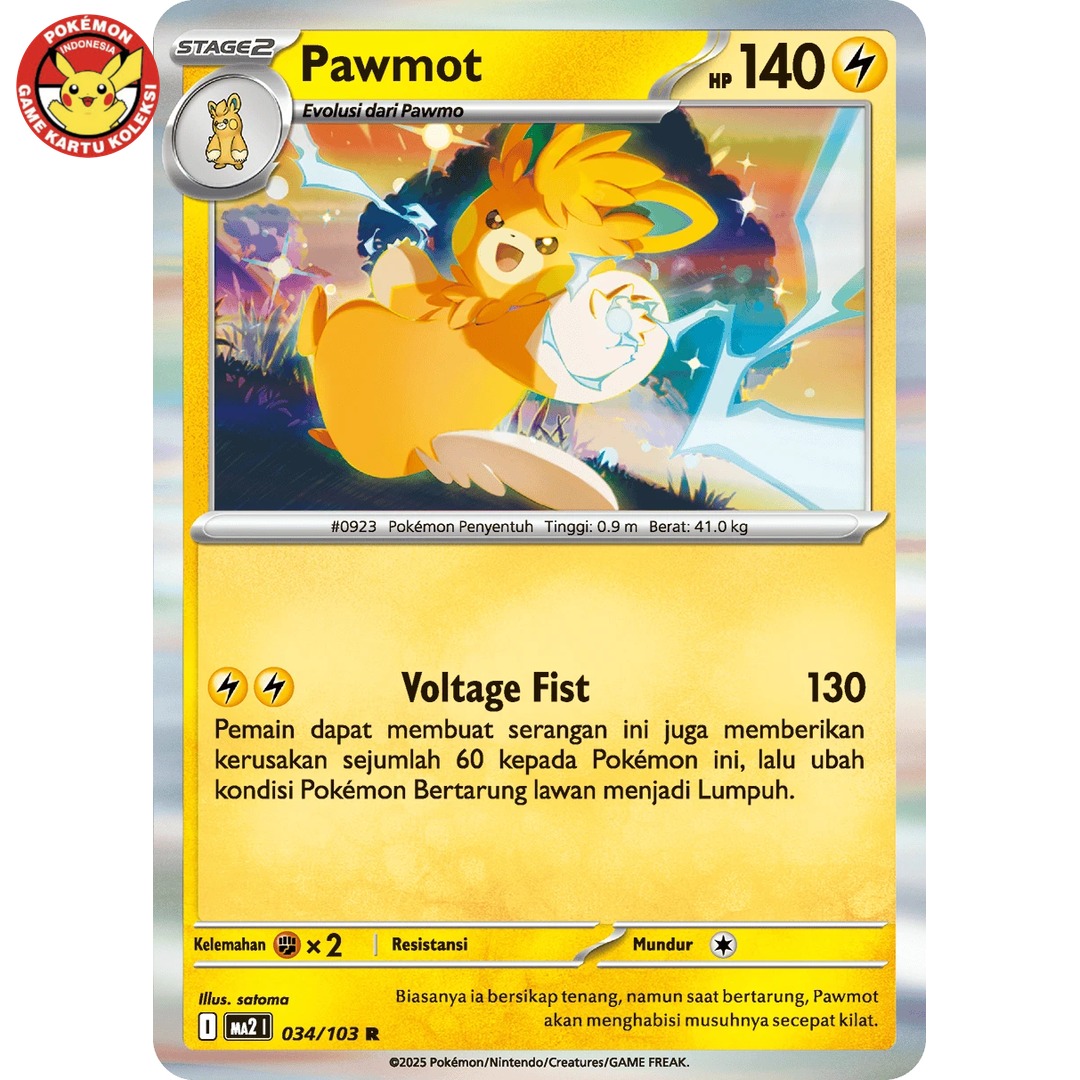 POKÉMON
INDONESIA
GAME KARTU KOLEKSI
STAGE2
Pawmot
HP 140
Evolusi dari Pawmo
#0923 Pokémon Penyentuh Tinggi: 0.9 m Berat: 41.0 kg
Voltage Fist 130
Pemain dapat membuat serangan ini juga memberikan
kerusakan sejumlah 60 kepada Pokémon ini, lalu ubah
kondisi Pokémon Bertarung lawan menjadi Lumpuh.
Kelemahan ×2 Resistansi Mundur
Illus. satoma
Biasanya ia bersikap tenang, namun saat bertarung, Pawmot
akan menghabisi musuhnya secepat kilat.
I MA2 I 034/103 R
©2025 Pokémon/Nintendo/Creatures/GAME FREAK.